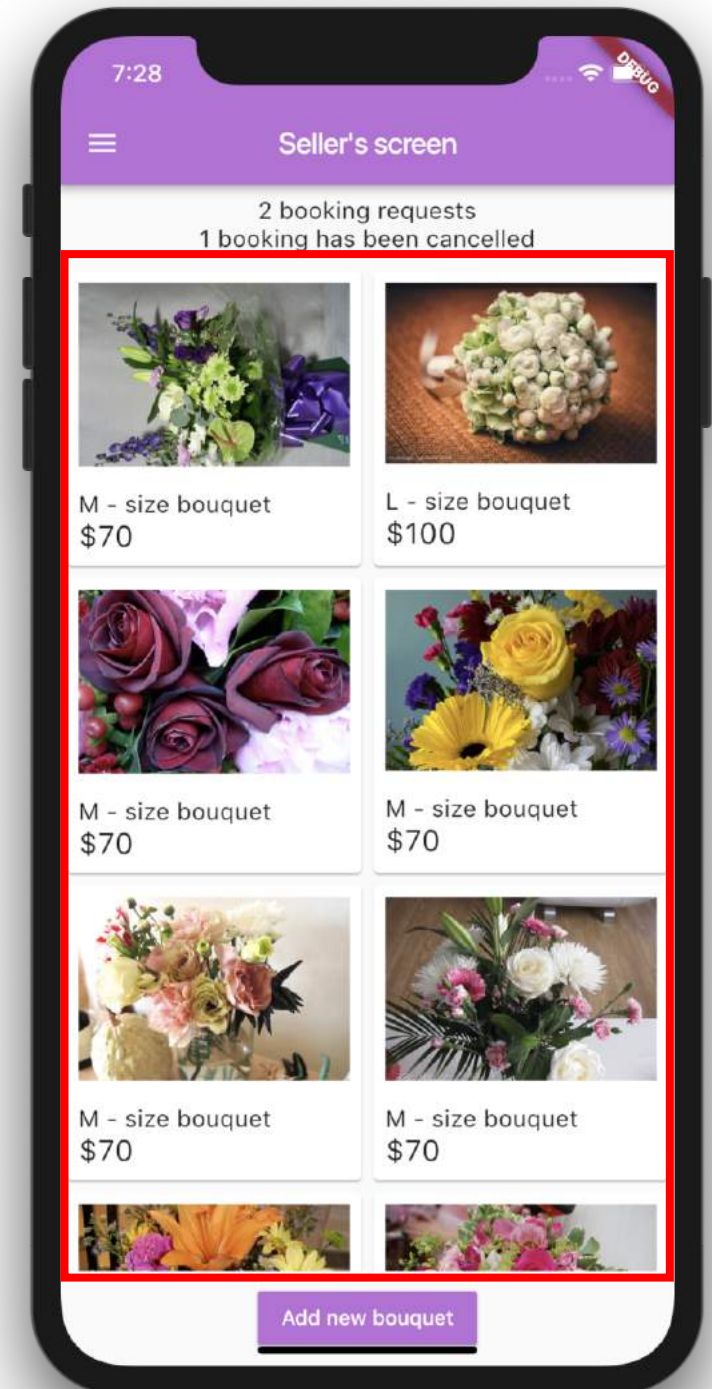 7:28
DEBUG
Seller's screen
2 booking requests
1 booking has been cancelled
M - size bouquet
$70
L - size bouquet
$100
M - size bouquet
$70
M - size bouquet
$70
M - size bouquet
$70
M - size bouquet
$70
Add new bouquet